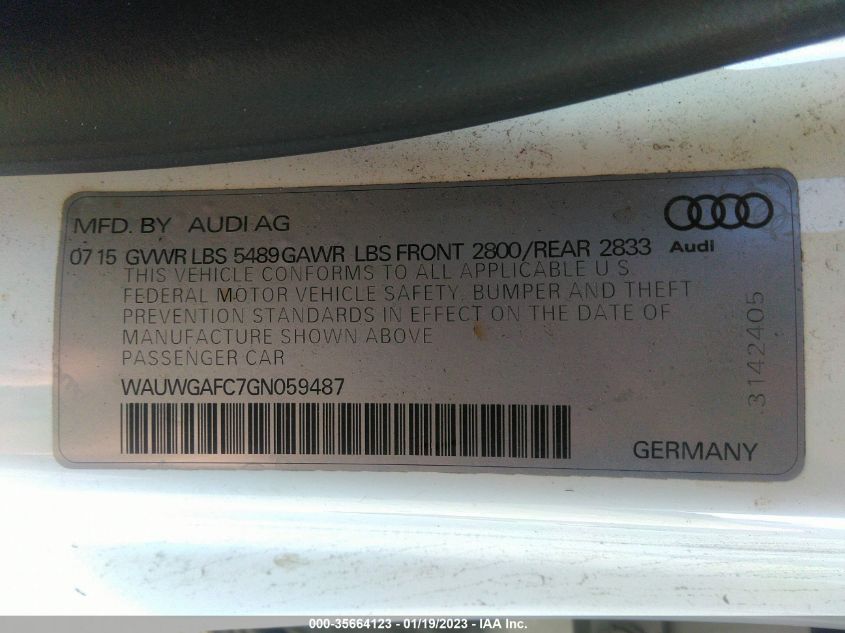 MFD. BY AUDI AG
Audi
07 15 GVWR LBS 5489 GAWR LBS FRONT 2800/REAR 2833
THIS VEHICLE CONFORMS TO ALL APPLICABLE U S
FEDERAL MOTOR VEHICLE SAFETY, BUMPER AND THEFT
PREVENTION STANDARDS IN EFFECT ON THE DATE OF
MANUFACTURE SHOWN ABOVE
PASSENGER CAR
WAUWGAFC7GN059487
3142405
GERMANY
000-35664123 - 01/19/2023 - IAA Inc.